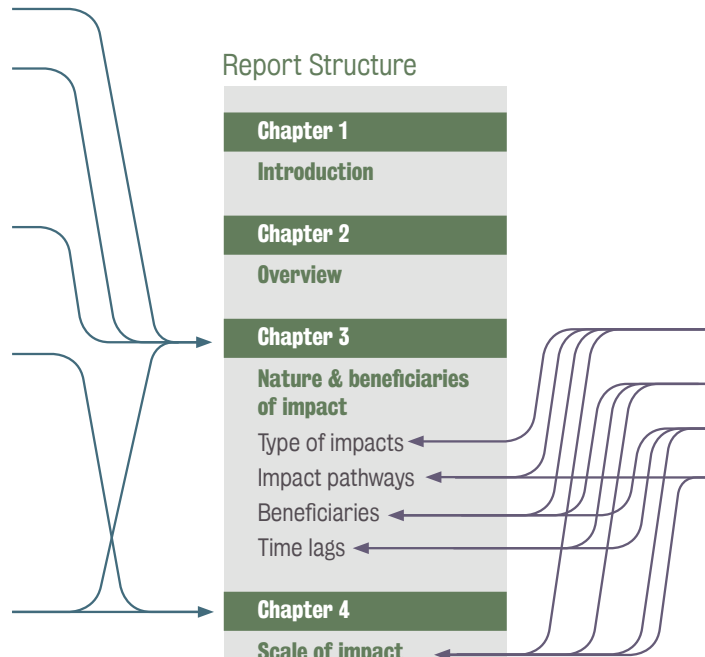 Report Structure
Chapter 1
Introduction
Chapter 2
Overview
Chapter 3
Nature & beneficiaries
of impact
Type of impacts
Impact pathways
Beneficiaries
Time lags
Chapter 4
Scale of impact